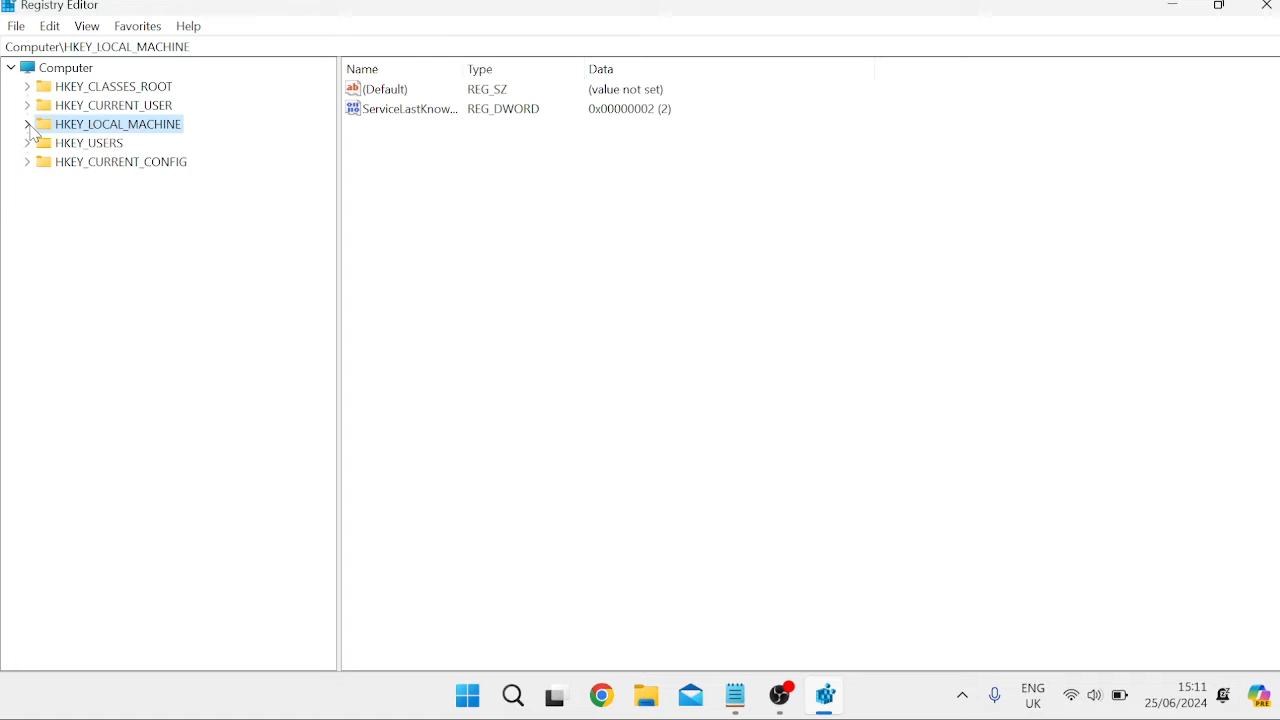 Registry Editor
File Edit View Favorites Help
Computer\HKEY_LOCAL_MACHINE
Computer
HKEY_CLASSES_ROOT
HKEY_CURRENT_USER
HKEY_LOCAL_MACHINE
HKEY_USERS
HKEY_CURRENT_CONFIG
Name Type Data
(Default) REG_SZ (value not set)
ServiceLastKnow... REG_DWORD 0x00000002 (2)
ENG 15:11
UK 25/06/2024
PRE